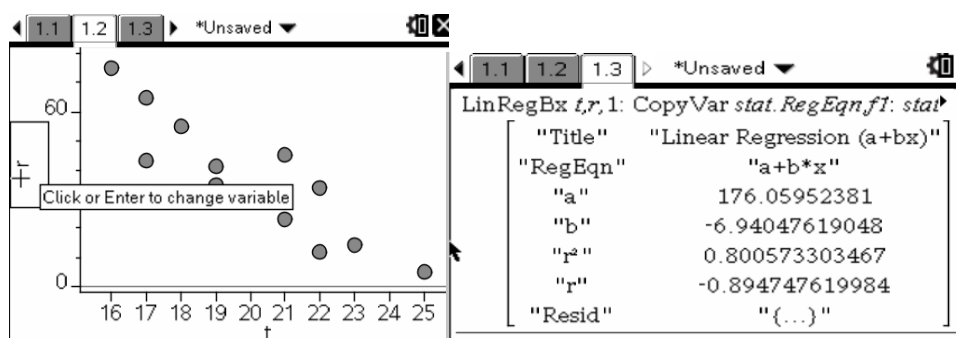 1.1 1.2 1.3 *Unsaved
60
r
Click or Enter to change variable
0
16 17 18 19 20 21 22 23 24 25
t
1.1 1.2 1.3 *Unsaved
LinRegBx t,r,1: CopyVar stat.RegEqn,f1: stat
"Title" "Linear Regression (a+bx)"
"RegEqn" "a+b*x"
"a" 176.05952381
"b" -6.94047619048
"r²" 0.800573303467
"r" -0.894747619984
"Resid" "{...}"